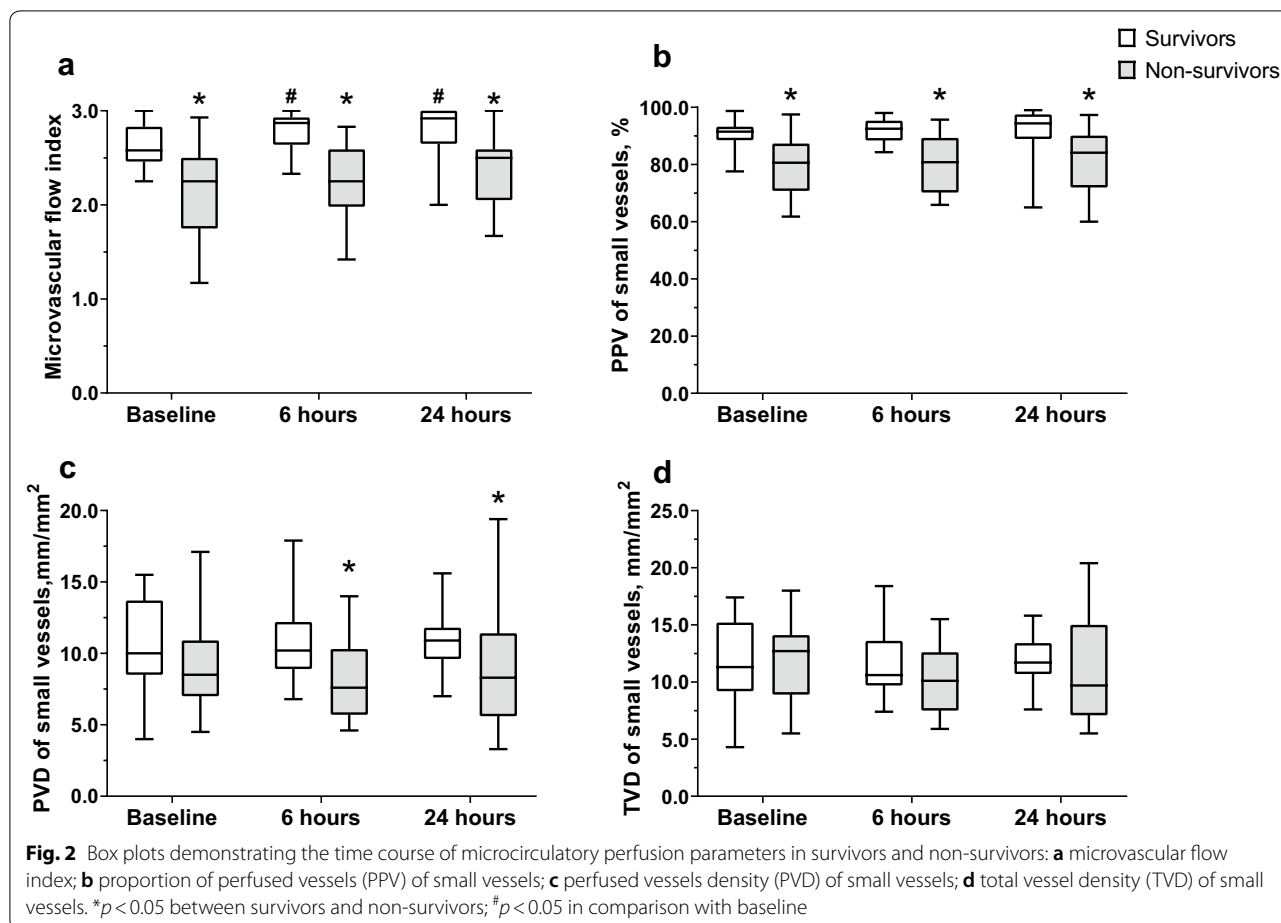 Survivors
Non-survivors
a
b
# * # * *
* * *
Microvascular flow index
3.0
2.0
1.0
0.0
Baseline 6 hours 24 hours
PPV of small vessels, %
100.0
80.0
60.0
40.0
20.0
0.0
Baseline 6 hours 24 hours
c
d
* *
PVD of small vessels,mm/mm²
20.0
15.0
10.0
5.0
0.0
Baseline 6 hours 24 hours
TVD of small vessels, mm/mm²
25.0
20.0
15.0
10.0
5.0
0.0
Baseline 6 hours 24 hours
Fig. 2 Box plots demonstrating the time course of microcirculatory perfusion parameters in survivors and non-survivors: a microvascular flow
index; b proportion of perfused vessels (PPV) of small vessels; c perfused vessels density (PVD) of small vessels; d total vessel density (TVD) of small
vessels. *p < 0.05 between survivors and non-survivors; #p < 0.05 in comparison with baseline